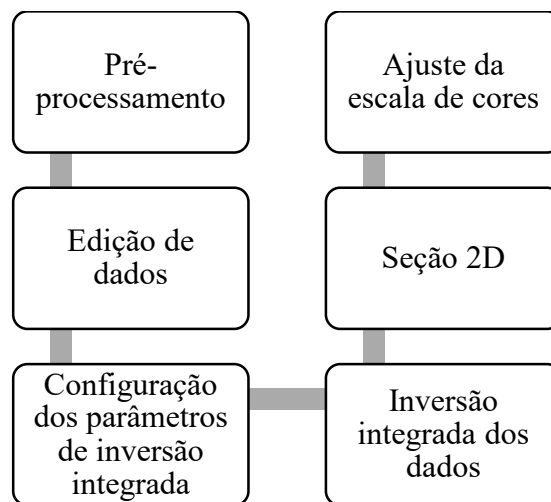 Pré-
processamento
Edição de
dados
Configuração
dos parâmetros
de inversão
integrada
Inversão
integrada dos
dados
Seção 2D
Ajuste da
escala de cores